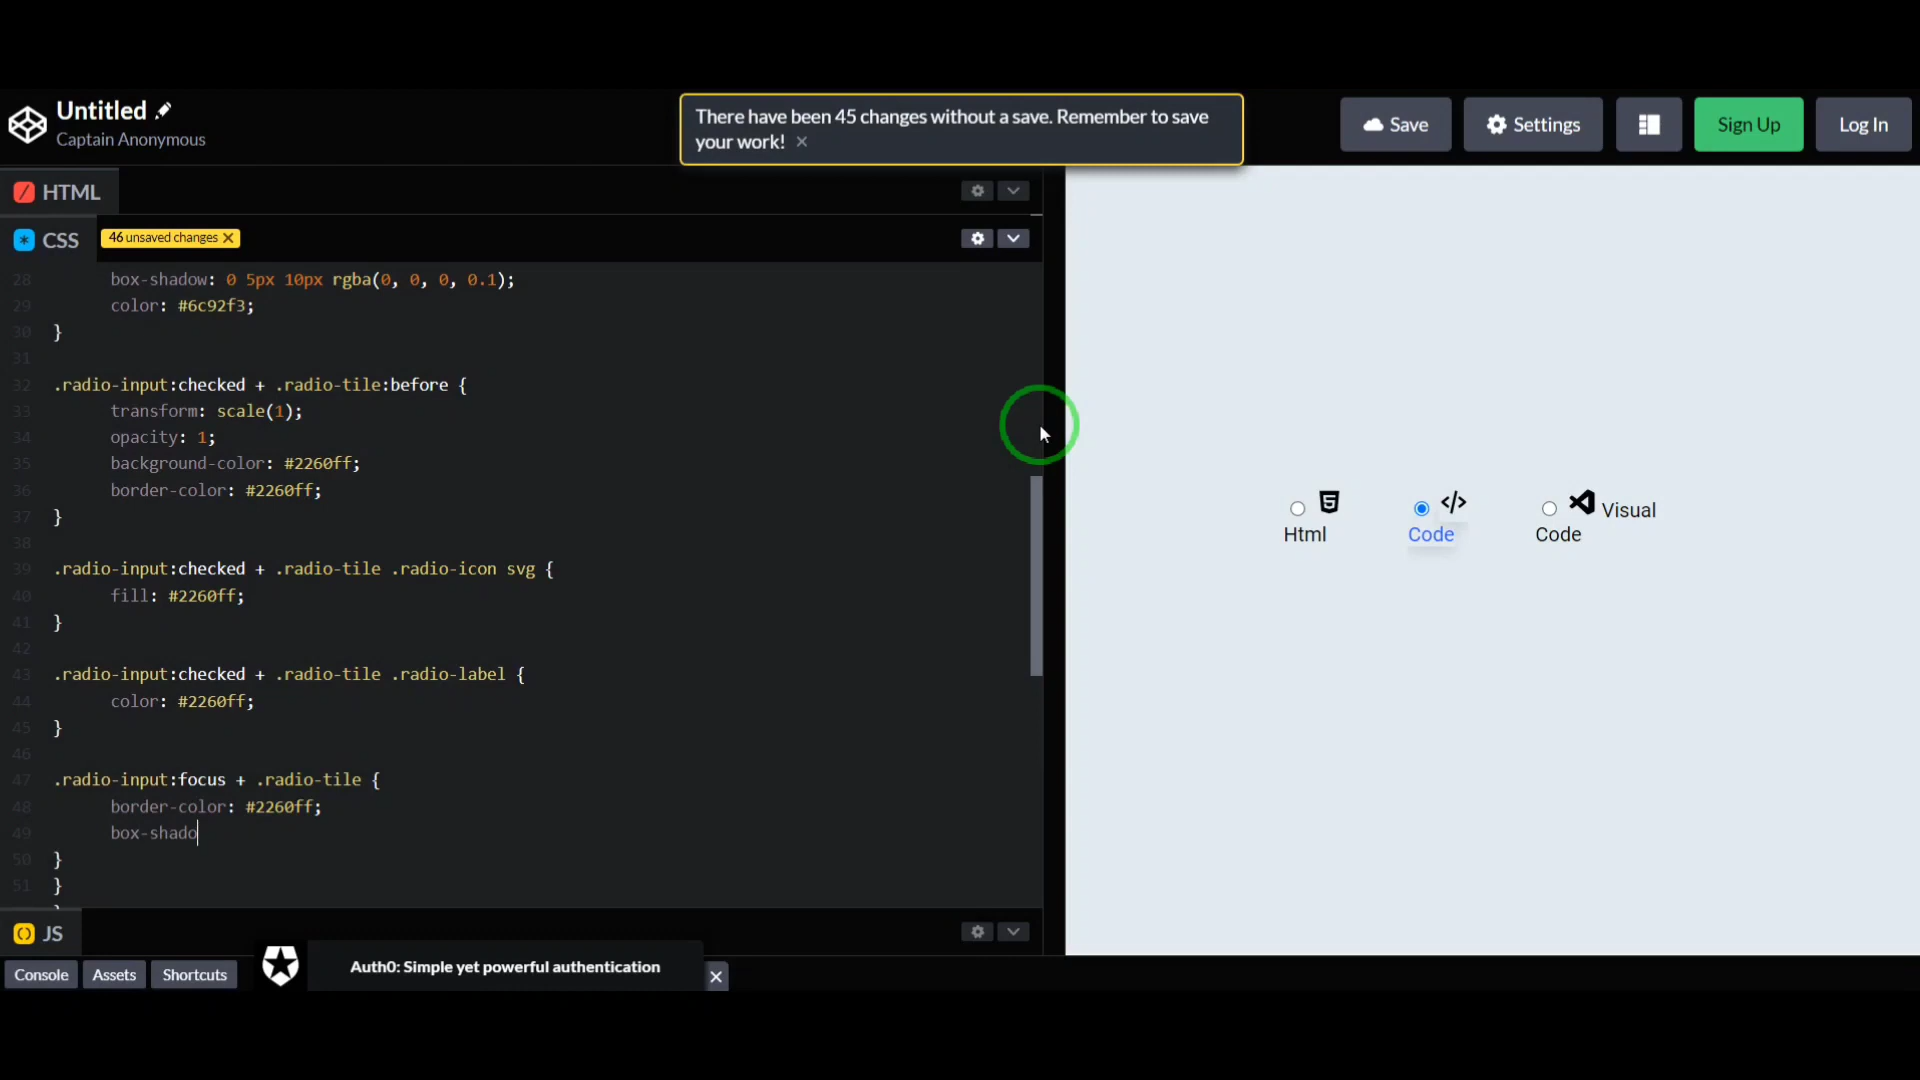 Untitled
Captain Anonymous
There have been 45 changes without a save. Remember to save
your work! ×
Save
Settings
Sign Up
Log In
HTML
CSS
46 unsaved changes X
28 box-shadow: 0 5px 10px rgba(0, 0, 0, 0.1);
29 color: #6c92f3;
30 }
31
32 .radio-input:checked + .radio-tile:before {
33 transform: scale(1);
34 opacity: 1;
35 background-color: #2260ff;
36 border-color: #2260ff;
37 }
38
39 .radio-input:checked + .radio-tile .radio-icon svg {
40 fill: #2260ff;
41 }
42
43 .radio-input:checked + .radio-tile .radio-label {
44 color: #2260ff;
45 }
46
47 .radio-input:focus + .radio-tile {
48 border-color: #2260ff;
49 box-shado
50 }
51 }
Html
</>
Code
Visual
Code
JS
Console
Assets
Shortcuts
Auth0: Simple yet powerful authentication
×